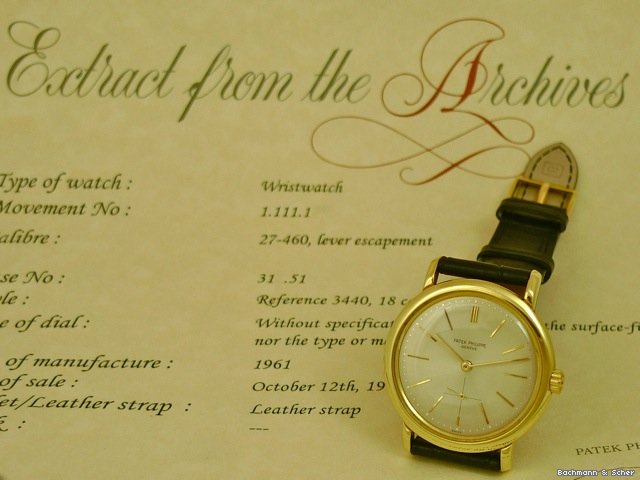 Extract from the Archives
Type of watch : Wristwatch
Movement No : 1.111.1
alibre : 27-460, lever escapement
se No : 31 .51
le : Reference 3440, 18 c
e of dial : Without specificat the surface-fi
nor the type or m
of manufacture : 1961
of sale : October 12th, 19
et/Leather strap : Leather strap
: ---
PATEK PHILIPPE
GENEVE
PATEK PH
Bachmann & Scher